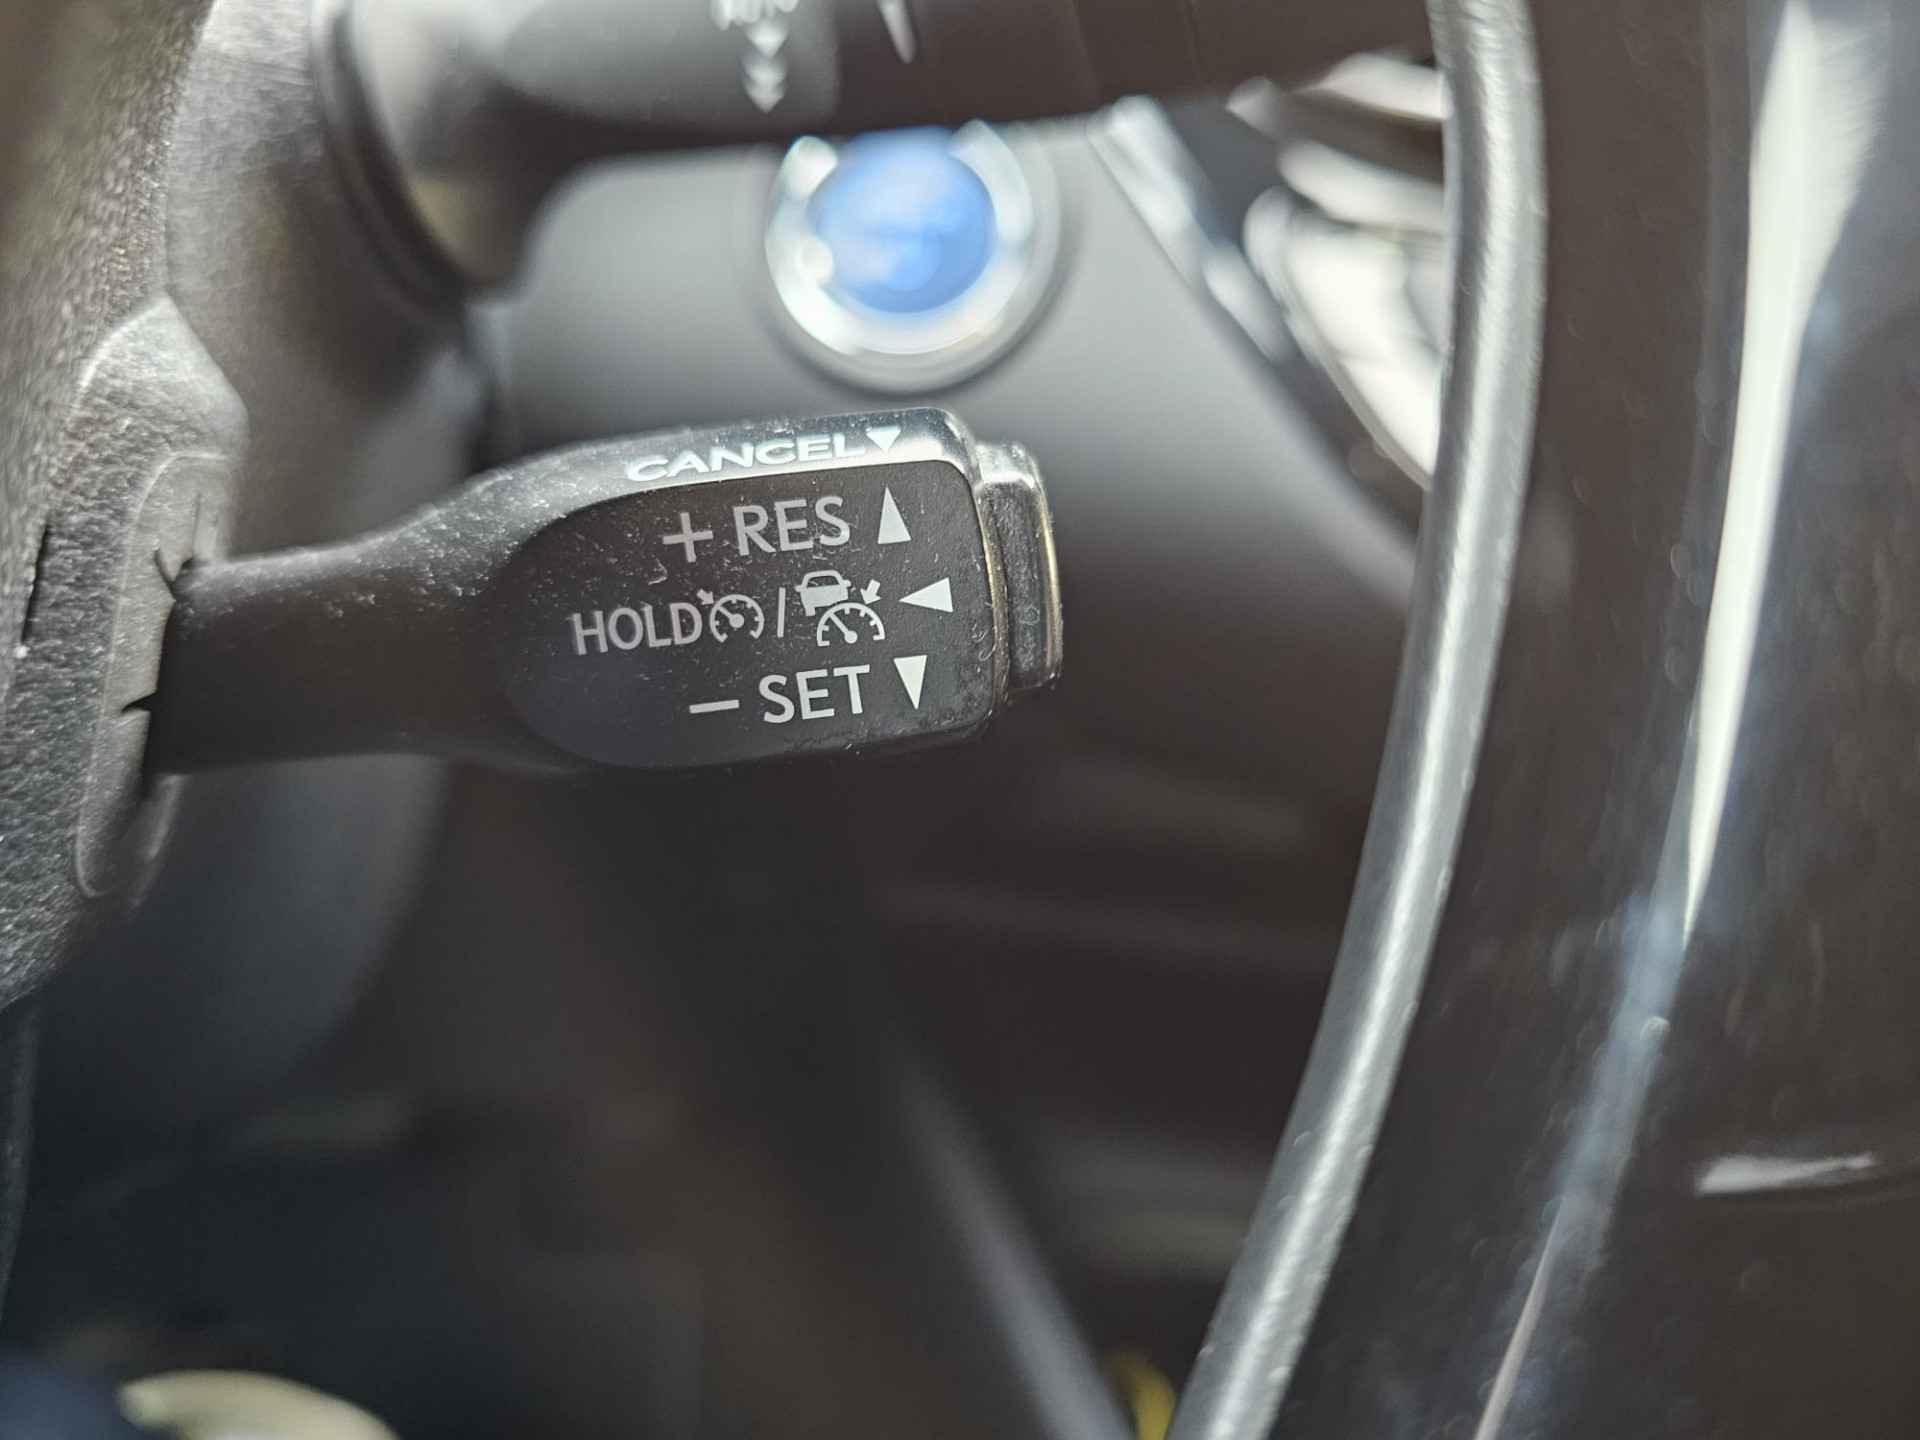 CANCEL
+ RES
HOLD /
– SET